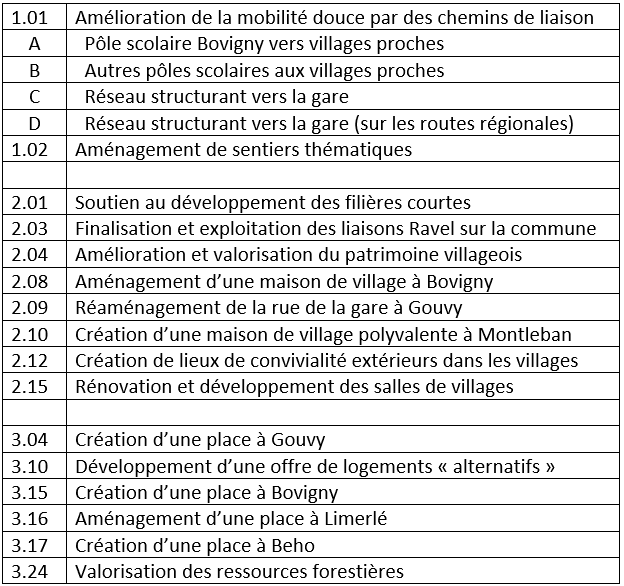 1.01 Amélioration de la mobilité douce par des chemins de liaison
A Pôle scolaire Bovigny vers villages proches
B Autres pôles scolaires aux villages proches
C Réseau structurant vers la gare
D Réseau structurant vers la gare (sur les routes régionales)
1.02 Aménagement de sentiers thématiques
2.01 Soutien au développement des filières courtes
2.03 Finalisation et exploitation des liaisons Ravel sur la commune
2.04 Amélioration et valorisation du patrimoine villageois
2.08 Aménagement d’une maison de village à Bovigny
2.09 Réaménagement de la rue de la gare à Gouvy
2.10 Création d’une maison de village polyvalente à Montleban
2.12 Création de lieux de convivialité extérieurs dans les villages
2.15 Rénovation et développement des salles de villages
3.04 Création d’une place à Gouvy
3.10 Développement d’une offre de logements « alternatifs »
3.15 Création d’une place à Bovigny
3.16 Aménagement d’une place à Limerlé
3.17 Création d’une place à Beho
3.24 Valorisation des ressources forestières